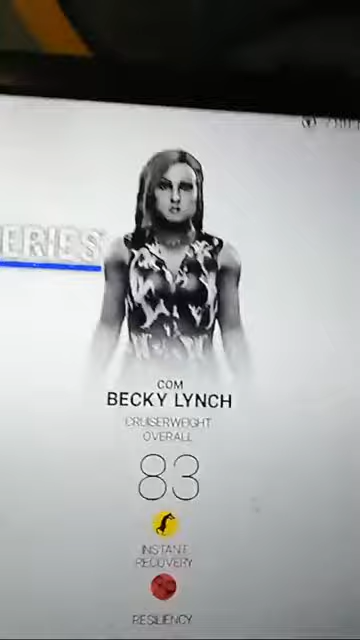 ERIES
COM
BECKY LYNCH
CRUISERWEIGHT
OVERALL
83
INSTANT
RECOVERY
RESILIENCY